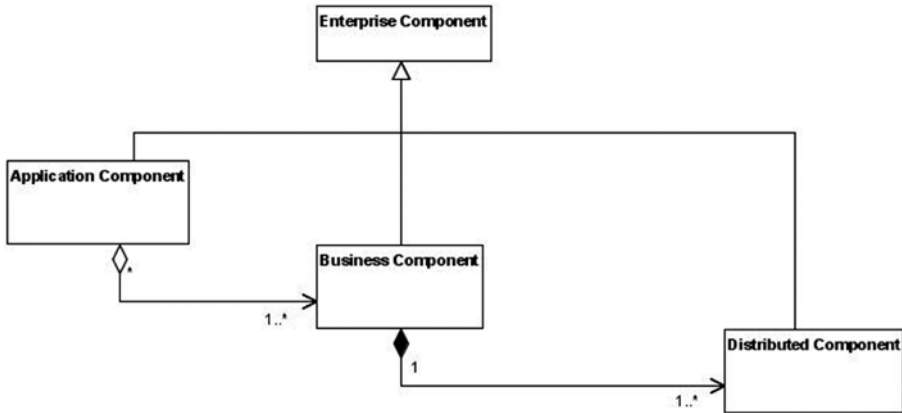 Enterprise Component
Application Component
*
Business Component
1..*
1
Distributed Component
1..*